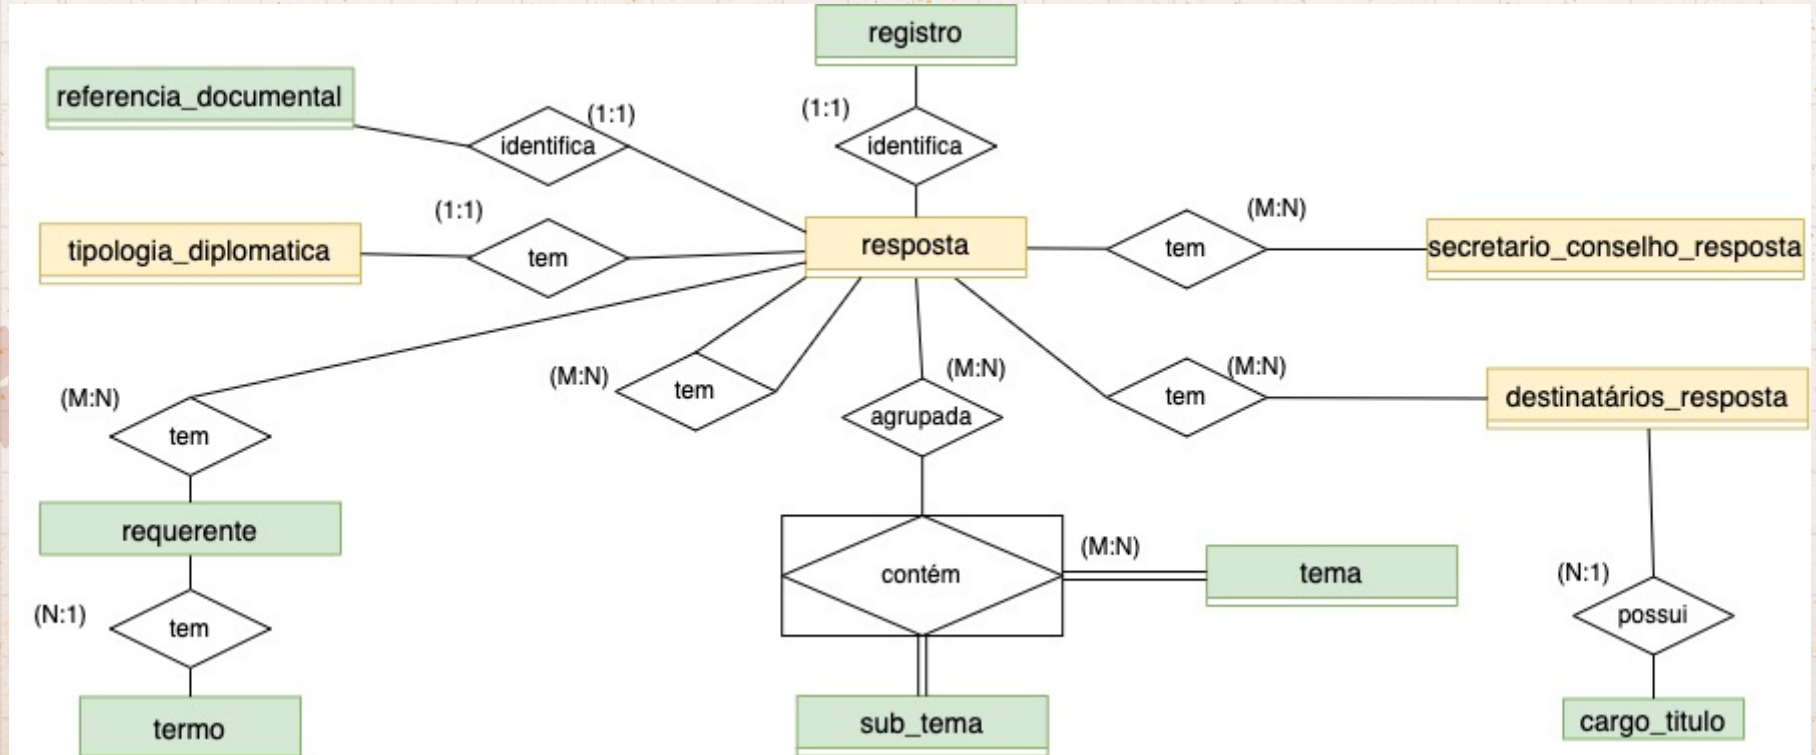 registro
referencia_documental
(1:1)
(1:1)
identifica
identifica
(1:1)
(M:N)
tipologia_diplomatica
tem
resposta
tem
secretario_conselho_resposta
(M:N)
(M:N)
tem
(M:N)
agrupada
(M:N)
tem
destinatários_resposta
tem
requerente
(M:N)
contém
tema
(N:1)
possui
(N:1)
tem
termo
sub_tema
cargo_titulo